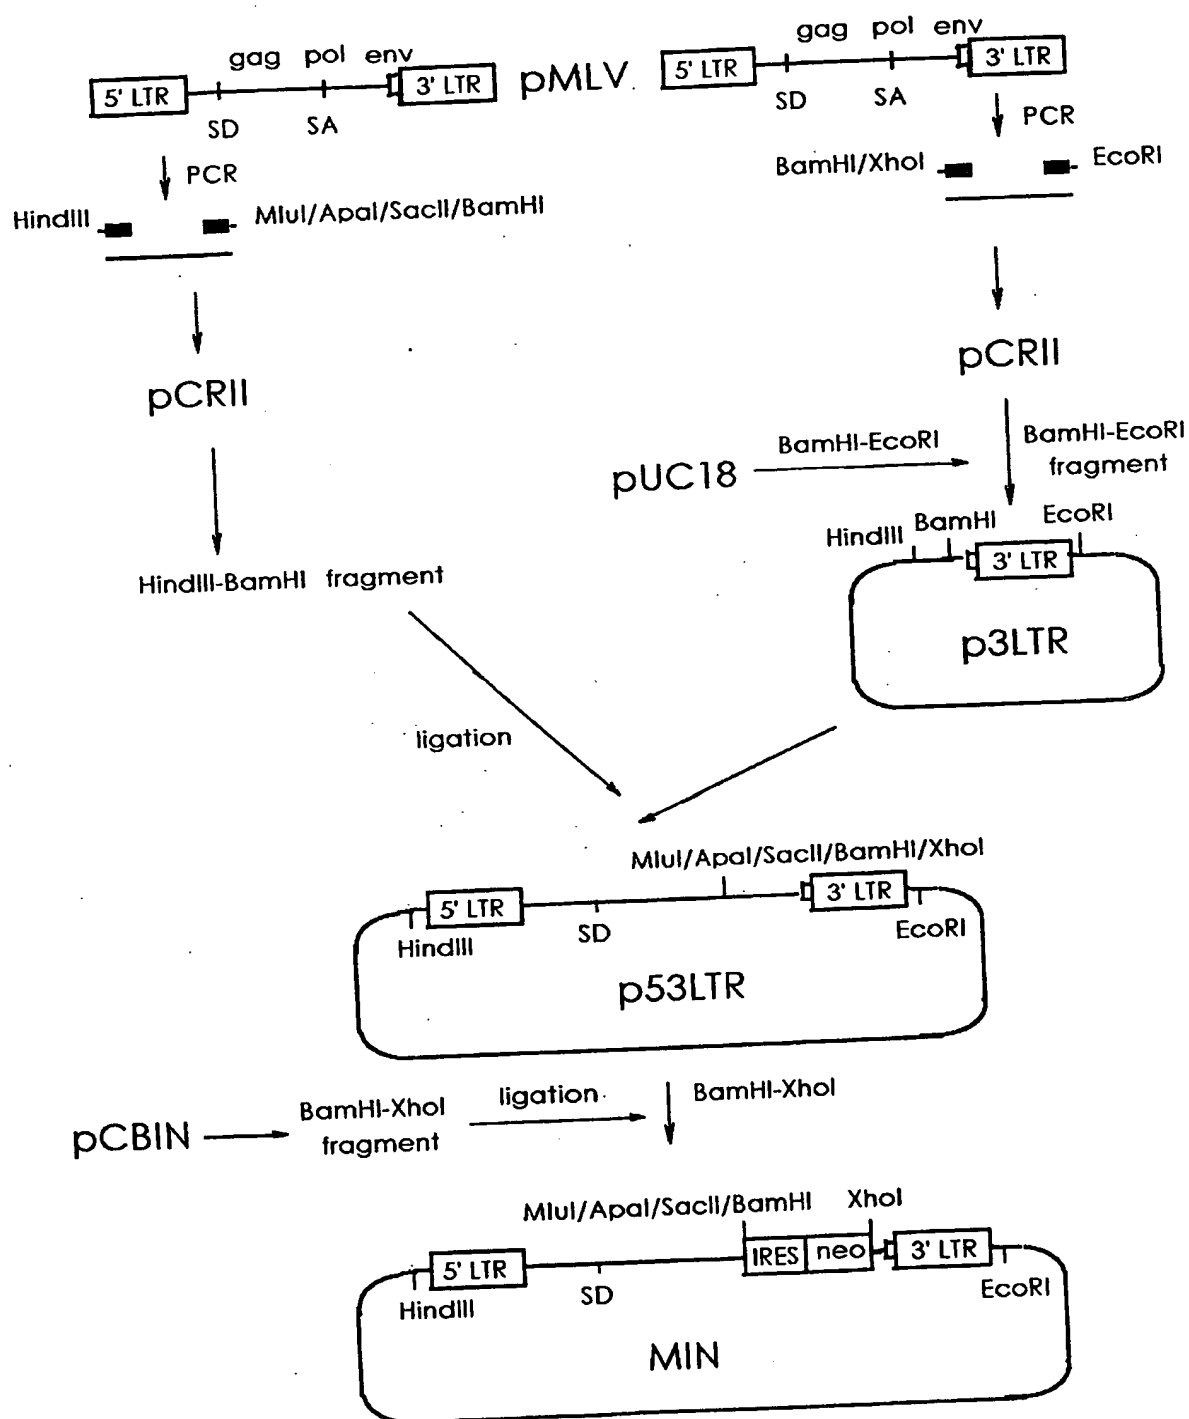 gag pol env
5' LTR
3' LTR
SD
SA
pMLV.
gag pol env
5' LTR
3' LTR
SD
SA
PCR
HindIII
MluI/ApaI/SacII/BamHI
PCR
BamHI/XhoI
EcoRI
pCRII
pCRII
HindIII-BamHI fragment
pUC18
BamHI-EcoRI
BamHI-EcoRI
fragment
HindIII
BamHI
EcoRI
3' LTR
p3LTR
ligation
MluI/ApaI/SacII/BamHI/XhoI
5' LTR
3' LTR
HindIII
SD
EcoRI
p53LTR
pCBIN
BamHI-XhoI
fragment
ligation
BamHI-XhoI
MluI/ApaI/SacII/BamHI
XhoI
5' LTR
IRES
neo
3' LTR
HindIII
SD
EcoRI
MIN